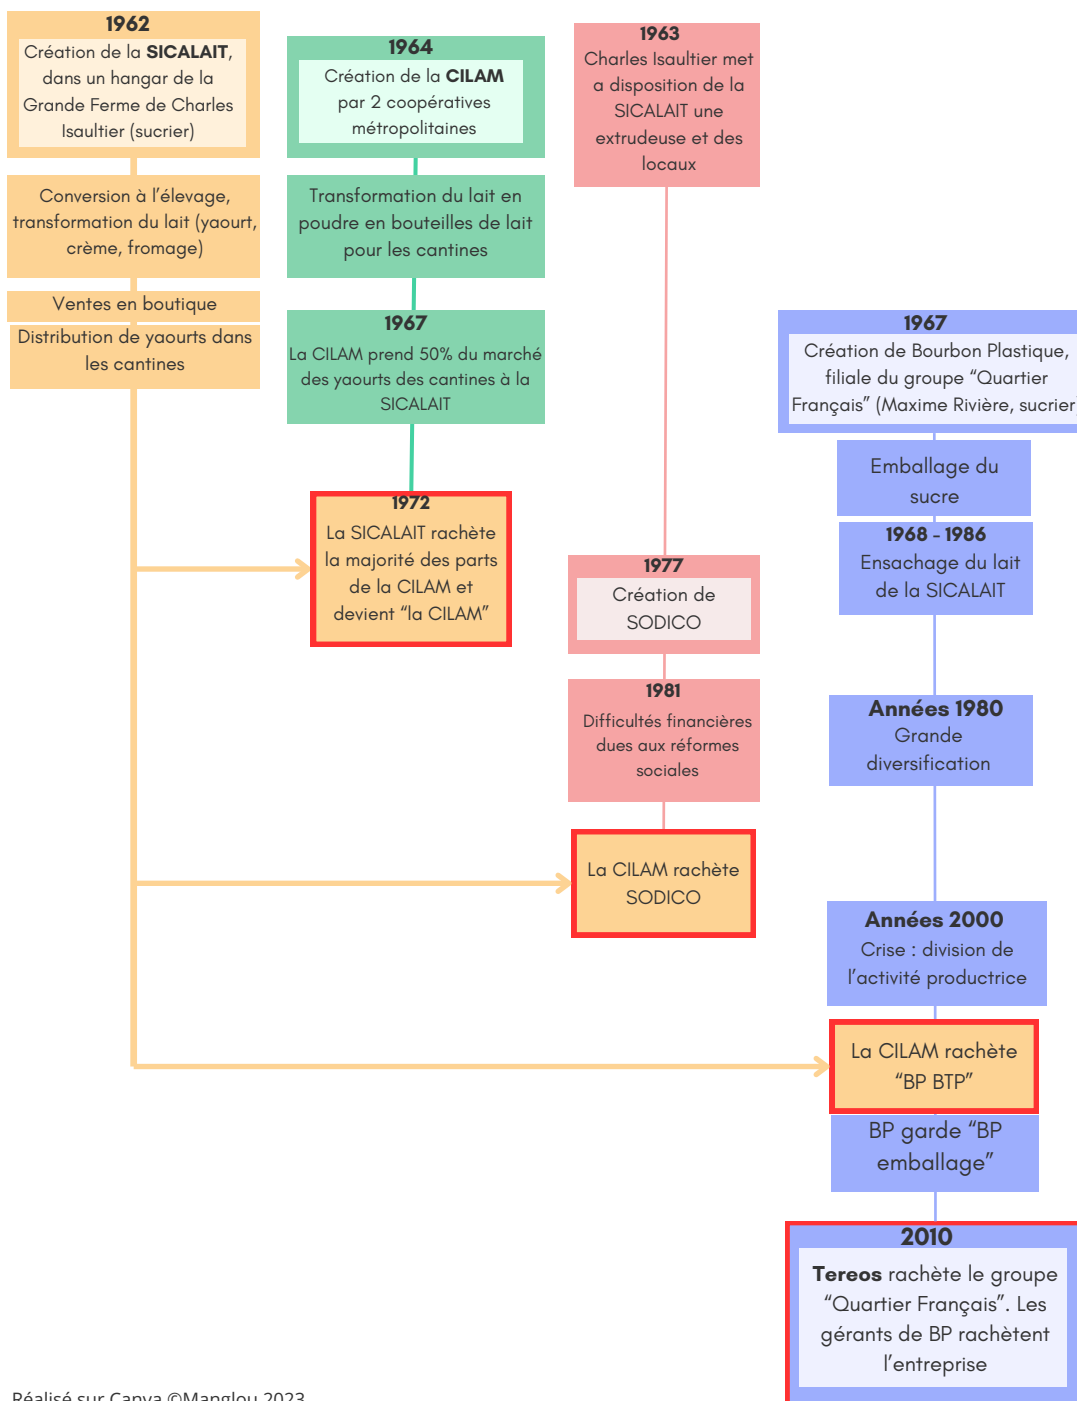 1962
Création de la SICALAIT,
dans un hangar de la
Grande Ferme de Charles
Isaultier (sucrier)
Conversion à l’élevage,
transformation du lait (yaourt,
crème, fromage)
Ventes en boutique
Distribution de yaourts dans
les cantines
1964
Création de la CILAM
par 2 coopératives
métropolitaines
Transformation du lait en
poudre en bouteilles de lait
pour les cantines
1967
La CILAM prend 50% du marché
des yaourts des cantines à la
SICALAIT
1972
La SICALAIT rachète
la majorité des parts
de la CILAM et
devient “la CILAM”
1963
Charles Isaultier met
a disposition de la
SICALAIT une
extrudeuse et des
locaux
1977
Création de
SODICO
1981
Difficultés financières
dues aux réformes
sociales
La CILAM rachète
SODICO
1967
Création de Bourbon Plastique,
filiale du groupe “Quartier
Français” (Maxime Rivière, sucrier)
Emballage du
sucre
1968 - 1986
Ensachage du lait
de la SICALAIT
Années 1980
Grande
diversification
Années 2000
Crise : division de
l’activité productrice
La CILAM rachète
“BP BTP”
BP garde “BP
emballage”
2010
Tereos rachète le groupe
“Quartier Français”. Les
gérants de BP rachètent
l’entreprise
Réalisé sur Canva ©Manglou 2023